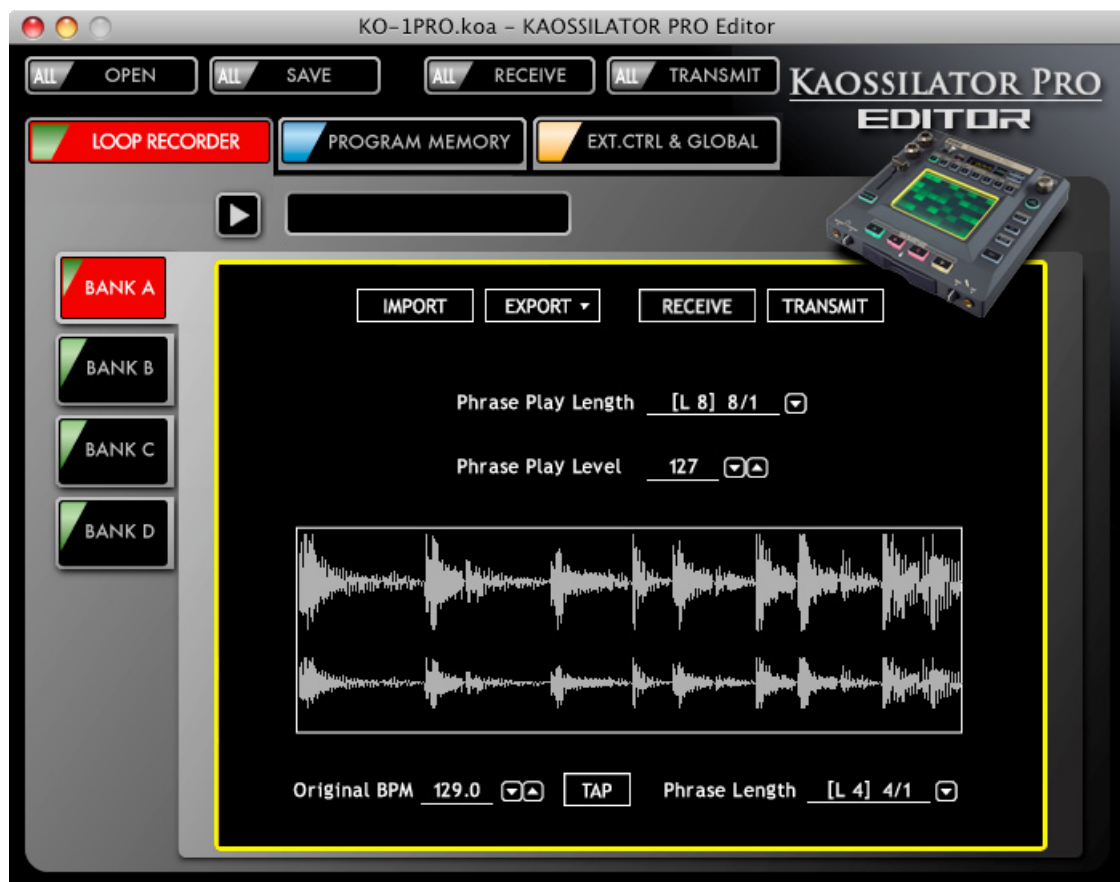 KO-1PRO.koa – KAOSSILATOR PRO Editor
ALL OPEN ALL SAVE ALL RECEIVE ALL TRANSMIT
KAOSSILATOR PRO
EDITOR
LOOP RECORDER PROGRAM MEMORY EXT.CTRL & GLOBAL
BANK A
IMPORT EXPORT RECEIVE TRANSMIT
BANK B
Phrase Play Length [L 8] 8/1
BANK C
Phrase Play Level 127
BANK D
Original BPM 129.0 TAP Phrase Length [L 4] 4/1